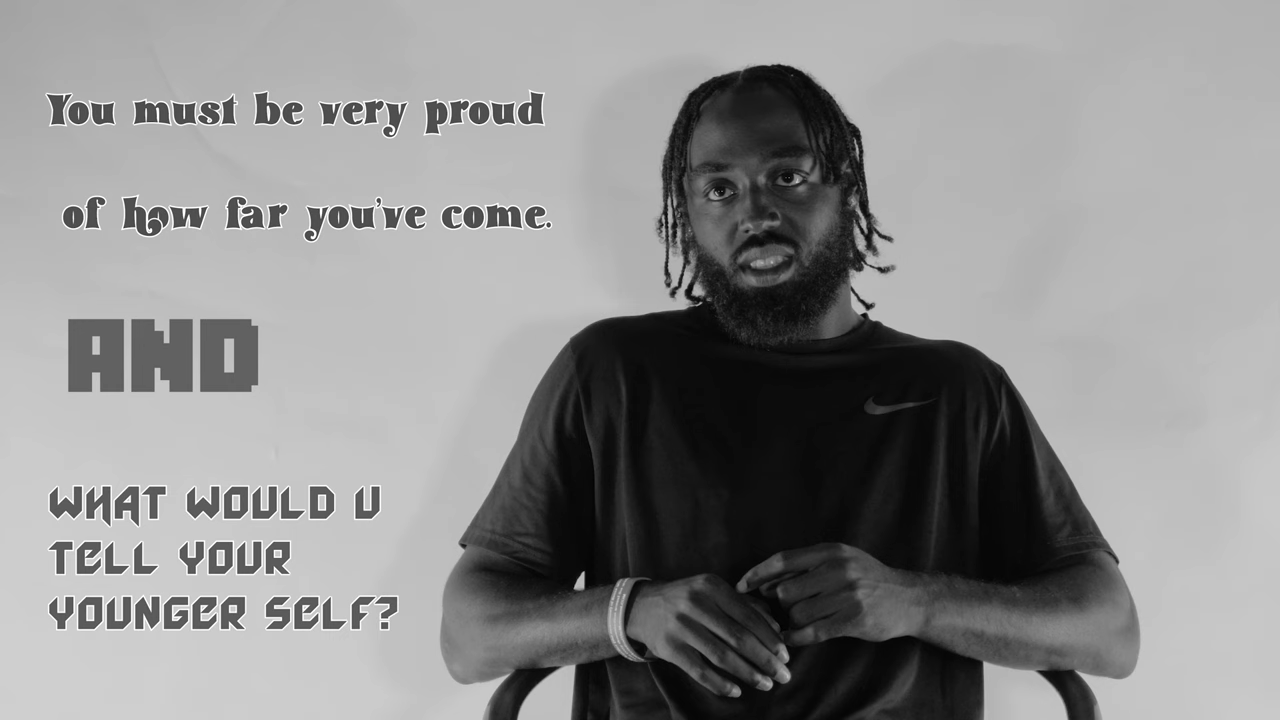 You must be very proud
of how far you've come.
AND
WHAT WOULD U
TELL YOUR
YOUNGER SELF?